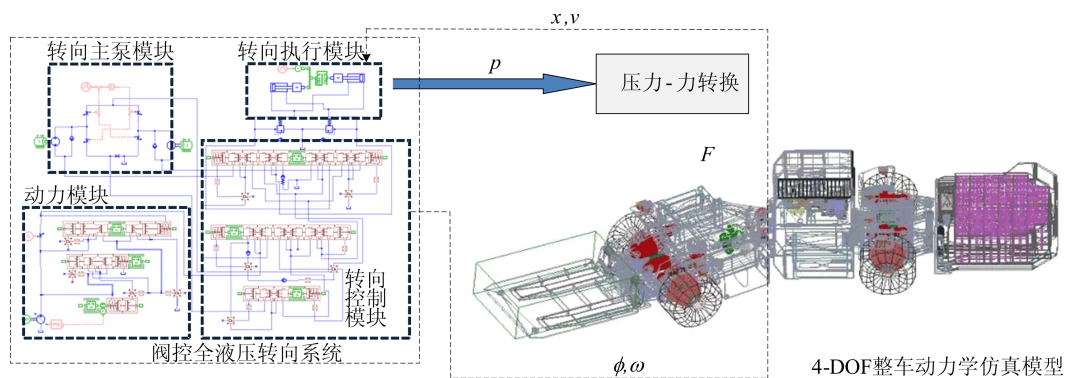 x,v
转向主泵模块
转向执行模块
p
压力-力转换
F
动力模块
转向
控制
模块
阀控全液压转向系统
ϕ,ω
4-DOF整车动力学仿真模型